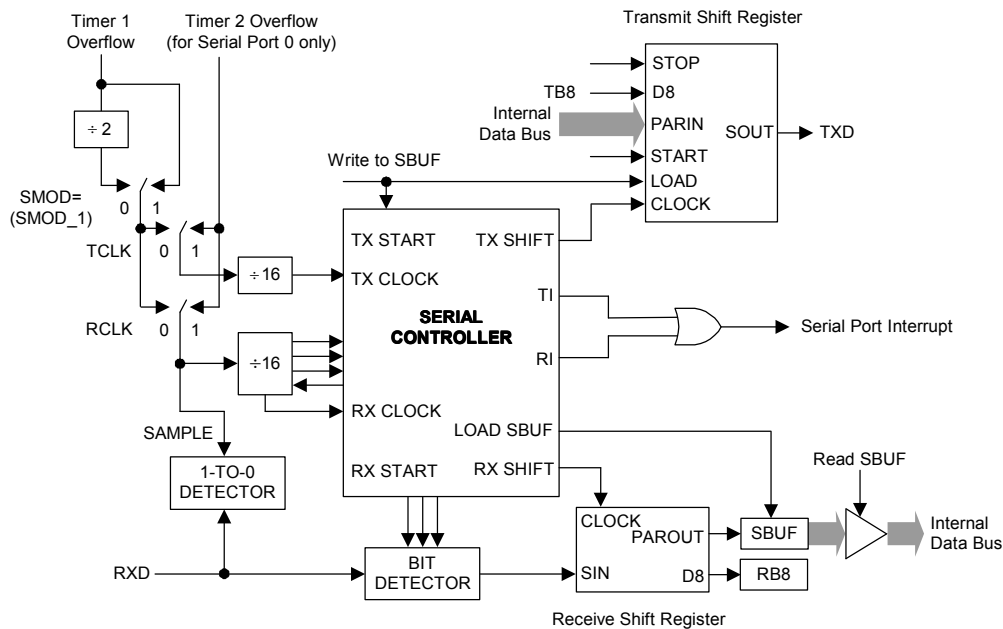 Timer 1
Overflow
Timer 2 Overflow
(for Serial Port 0 only)
Transmit Shift Register
÷ 2
STOP
TB8
D8
Internal
Data Bus
PARIN
SOUT
TXD
START
Write to SBUF
LOAD
CLOCK
SMOD=
(SMOD_1)
0
1
TX START
TX SHIFT
TCLK
0
1
÷16
TX CLOCK
TI
SERIAL
CONTROLLER
Serial Port Interrupt
RCLK
0
1
RI
÷16
RX CLOCK
LOAD SBUF
SAMPLE
RX START
RX SHIFT
Read SBUF
1-TO-0
DETECTOR
CLOCK
PAROUT
SBUF
Internal
Data Bus
RXD
BIT
DETECTOR
SIN
D8
RB8
Receive Shift Register